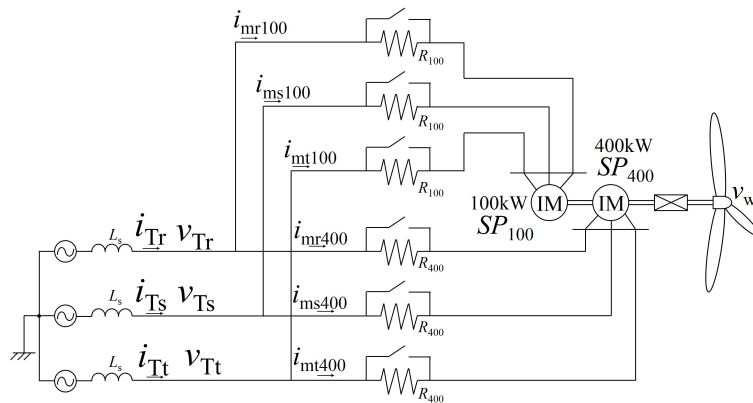 i_mr100
R_100
i_ms100
R_100
i_mt100
R_100
400kW
SP_400
v_w
100kW
SP_100
IM
IM
L_s
i_Tr v_Tr
i_mr400
R_400
L_s
i_Ts v_Ts
i_ms400
R_400
L_s
i_Tt v_Tt
i_mt400
R_400